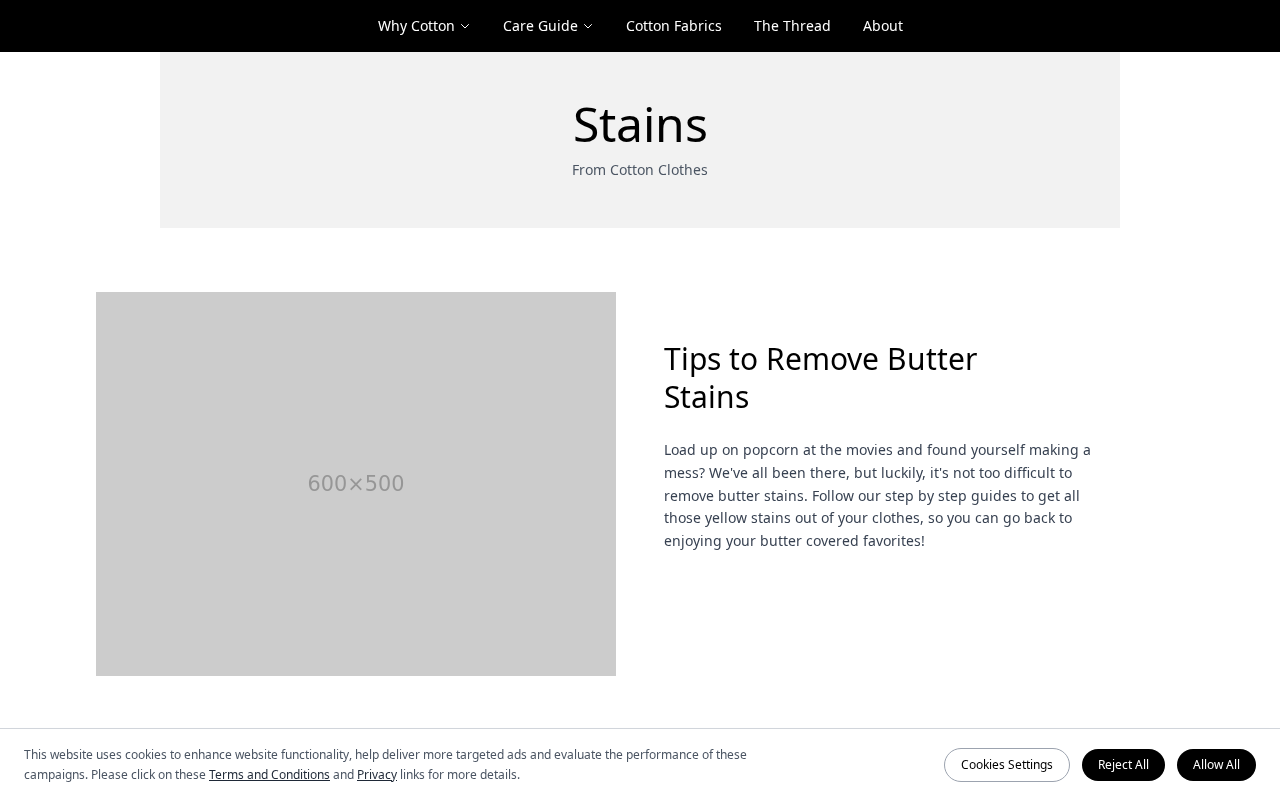 Why Cotton
Care Guide
Cotton Fabrics
The Thread
About
Stains
From Cotton Clothes
600×500
Tips to Remove Butter
Stains
Load up on popcorn at the movies and found yourself making a
mess? We've all been there, but luckily, it's not too difficult to
remove butter stains. Follow our step by step guides to get all
those yellow stains out of your clothes, so you can go back to
enjoying your butter covered favorites!
This website uses cookies to enhance website functionality, help deliver more targeted ads and evaluate the performance of these
campaigns. Please click on these Terms and Conditions and Privacy links for more details.
Cookies Settings
Reject All
Allow All